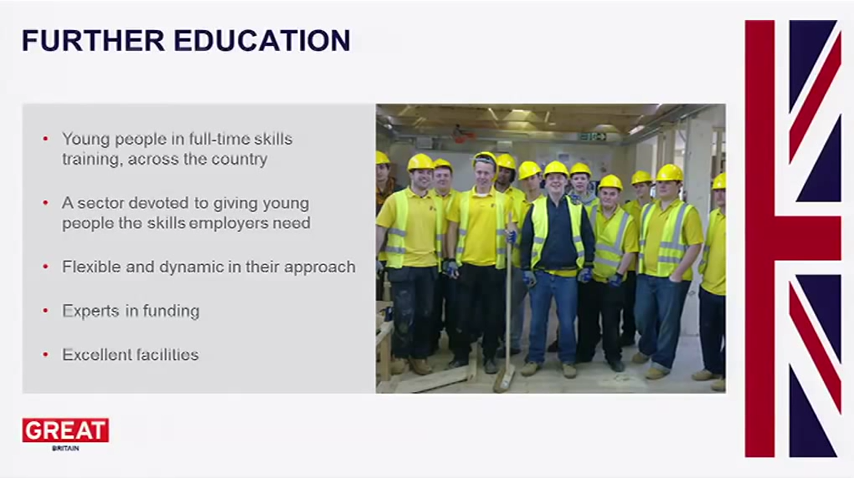 FURTHER EDUCATION
• Young people in full-time skills
training, across the country
• A sector devoted to giving young
people the skills employers need
• Flexible and dynamic in their approach
• Experts in funding
• Excellent facilities
GREAT
BRITAIN